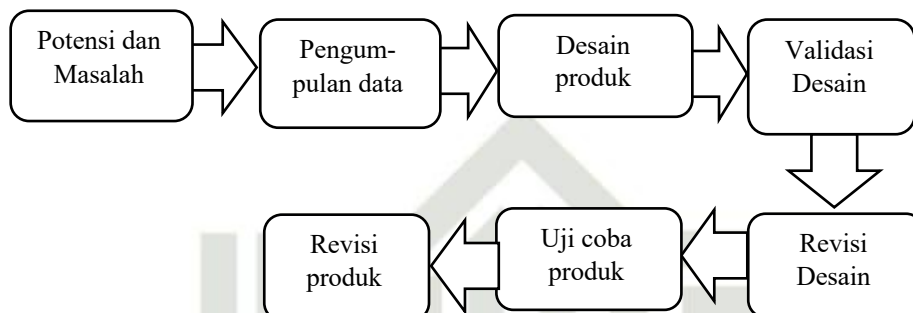 Potensi dan
Masalah
Pengum-
pulan data
Desain
produk
Validasi
Desain
Revisi
Desain
Uji coba
produk
Revisi
produk